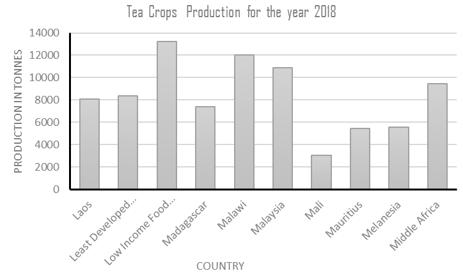 Tea Crops Production for the year 2018
PRODUCTION IN TONNES
14000
12000
10000
8000
6000
4000
2000
0
Laos
Least Developed...
Low Income Food...
Madagascar
Malawi
Malaysia
Mali
Mauritius
Melanesia
Middle Africa
COUNTRY